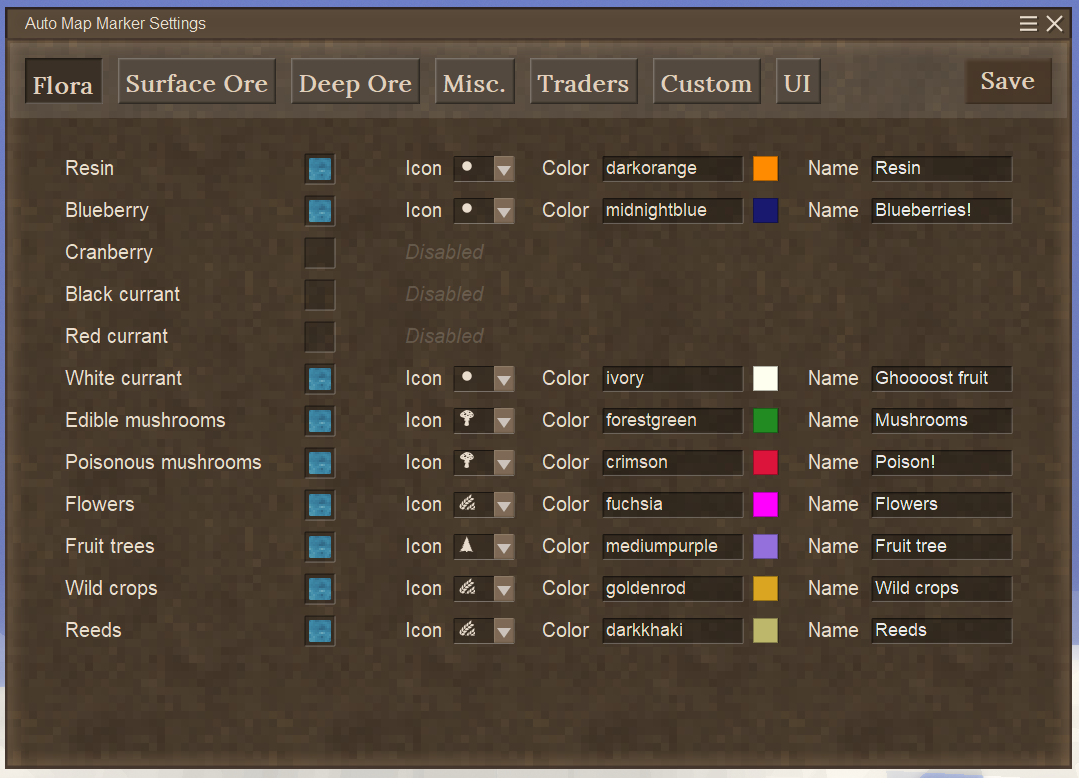 Auto Map Marker Settings
Flora Surface Ore Deep Ore Misc. Traders Custom UI Save
Resin Icon Color darkorange Name Resin
Blueberry Icon Color midnightblue Name Blueberries!
Cranberry Disabled
Black currant Disabled
Red currant Disabled
White currant Icon Color ivory Name Ghoooost fruit
Edible mushrooms Icon Color forestgreen Name Mushrooms
Poisonous mushrooms Icon Color crimson Name Poison!
Flowers Icon Color fuchsia Name Flowers
Fruit trees Icon Color mediumpurple Name Fruit tree
Wild crops Icon Color goldenrod Name Wild crops
Reeds Icon Color darkkhaki Name Reeds